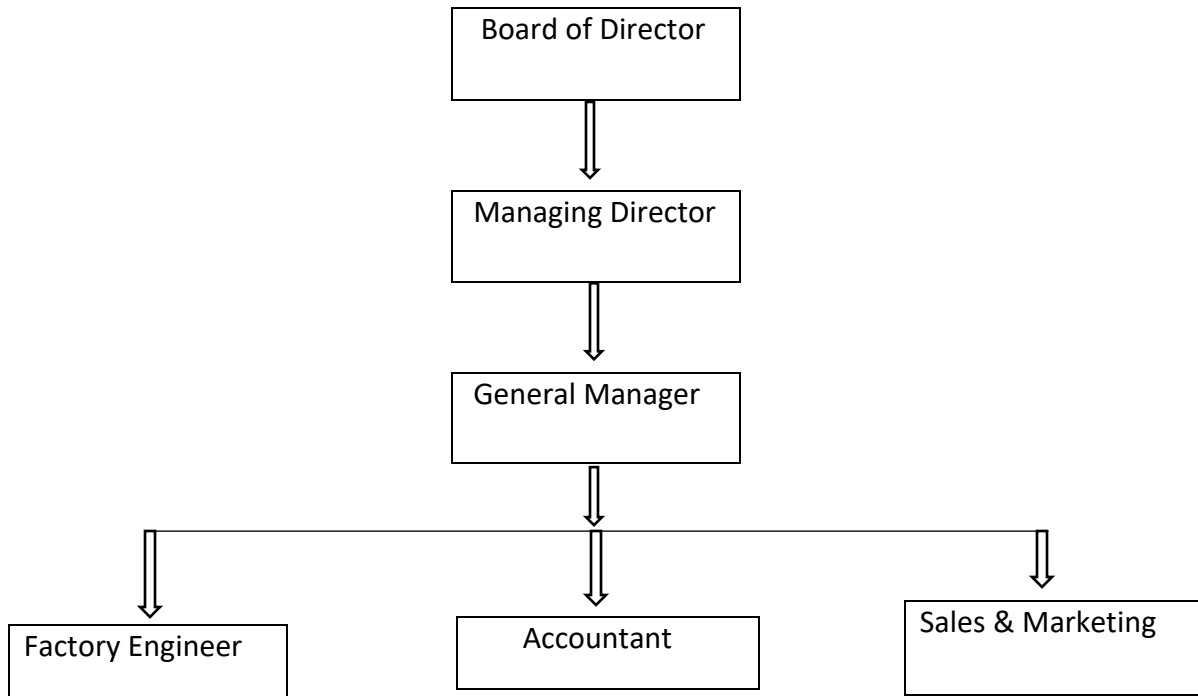 Board of Director
Managing Director
General Manager
Factory Engineer
Accountant
Sales & Marketing